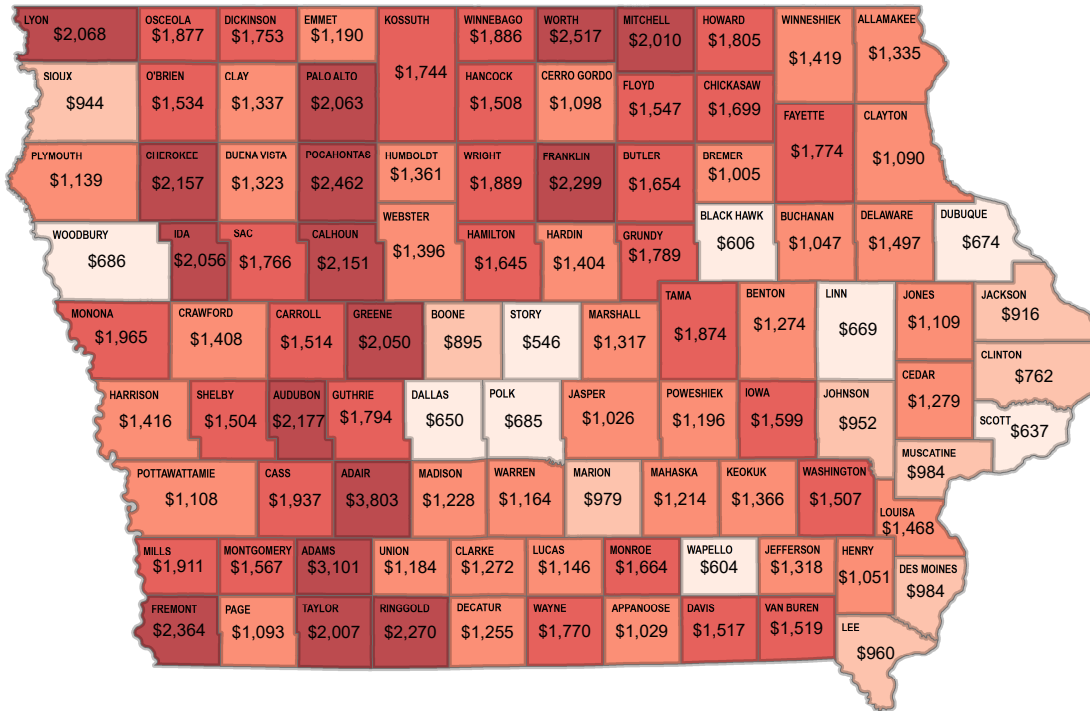 LYON
$2,068
OSCEOLA
$1,877
DICKINSON
$1,753
EMMET
$1,190
KOSSUTH
$1,744
WINNEBAGO
$1,886
WORTH
$2,517
MITCHELL
$2,010
HOWARD
$1,805
WINNESHIEK
$1,419
ALLAMAKEE
$1,335
SIOUX
$944
O'BRIEN
$1,534
CLAY
$1,337
PALO ALTO
$2,063
HANCOCK
$1,508
CERRO GORDO
$1,098
FLOYD
$1,547
CHICKASAW
$1,699
FAYETTE
$1,774
CLAYTON
$1,090
PLYMOUTH
$1,139
CHEROKEE
$2,157
BUENA VISTA
$1,323
POCAHONTAS
$2,462
HUMBOLDT
$1,361
WRIGHT
$1,889
FRANKLIN
$2,299
BUTLER
$1,654
BREMER
$1,005
WOODBURY
$686
IDA
$2,056
SAC
$1,766
CALHOUN
$2,151
WEBSTER
$1,396
HAMILTON
$1,645
HARDIN
$1,404
GRUNDY
$1,789
BLACK HAWK
$606
BUCHANAN
$1,047
DELAWARE
$1,497
DUBUQUE
$674
MONONA
$1,965
CRAWFORD
$1,408
CARROLL
$1,514
GREENE
$2,050
BOONE
$895
STORY
$546
MARSHALL
$1,317
TAMA
$1,874
BENTON
$1,274
LINN
$669
JONES
$1,109
JACKSON
$916
CLINTON
$762
HARRISON
$1,416
SHELBY
$1,504
AUDUBON
$2,177
GUTHRIE
$1,794
DALLAS
$650
POLK
$685
JASPER
$1,026
POWESHIEK
$1,196
IOWA
$1,599
JOHNSON
$952
CEDAR
$1,279
SCOTT
$637
MUSCATINE
$984
POTTAWATTAMIE
$1,108
CASS
$1,937
ADAIR
$3,803
MADISON
$1,228
WARREN
$1,164
MARION
$979
MAHASKA
$1,214
KEOKUK
$1,366
WASHINGTON
$1,507
LOUISA
$1,468
MILLS
$1,911
MONTGOMERY
$1,567
ADAMS
$3,101
UNION
$1,184
CLARKE
$1,272
LUCAS
$1,146
MONROE
$1,664
WAPELLO
$604
JEFFERSON
$1,318
HENRY
$1,051
DES MOINES
$984
FREMONT
$2,364
PAGE
$1,093
TAYLOR
$2,007
RINGGOLD
$2,270
DECATUR
$1,255
WAYNE
$1,770
APPANOOSE
$1,029
DAVIS
$1,517
VAN BUREN
$1,519
LEE
$960